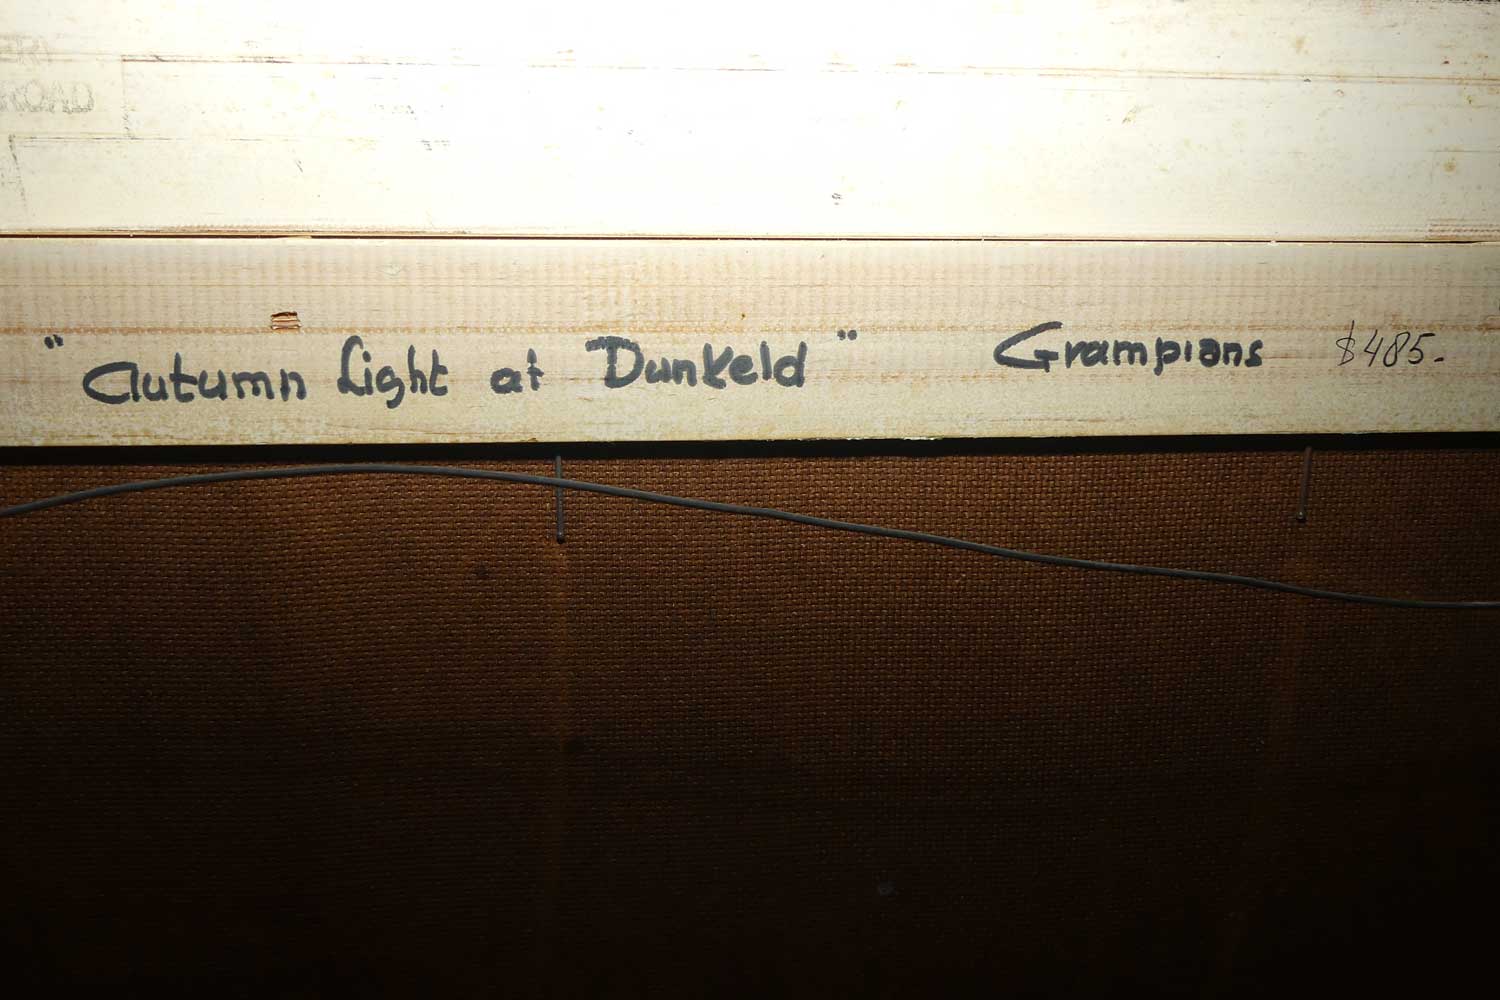 "Autumn Light at Dunkeld" Grampians $485.-